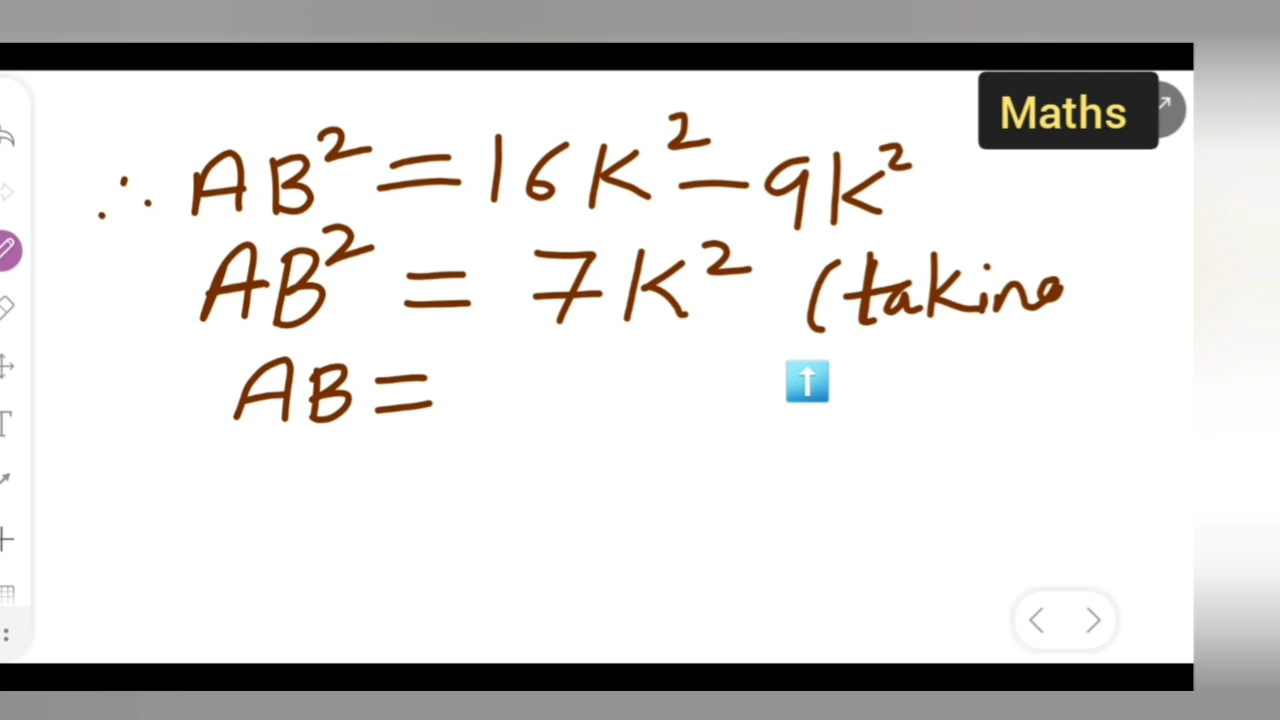 Maths
∴ AB² = 16K² - 9K²
AB² = 7K² (taking
AB =